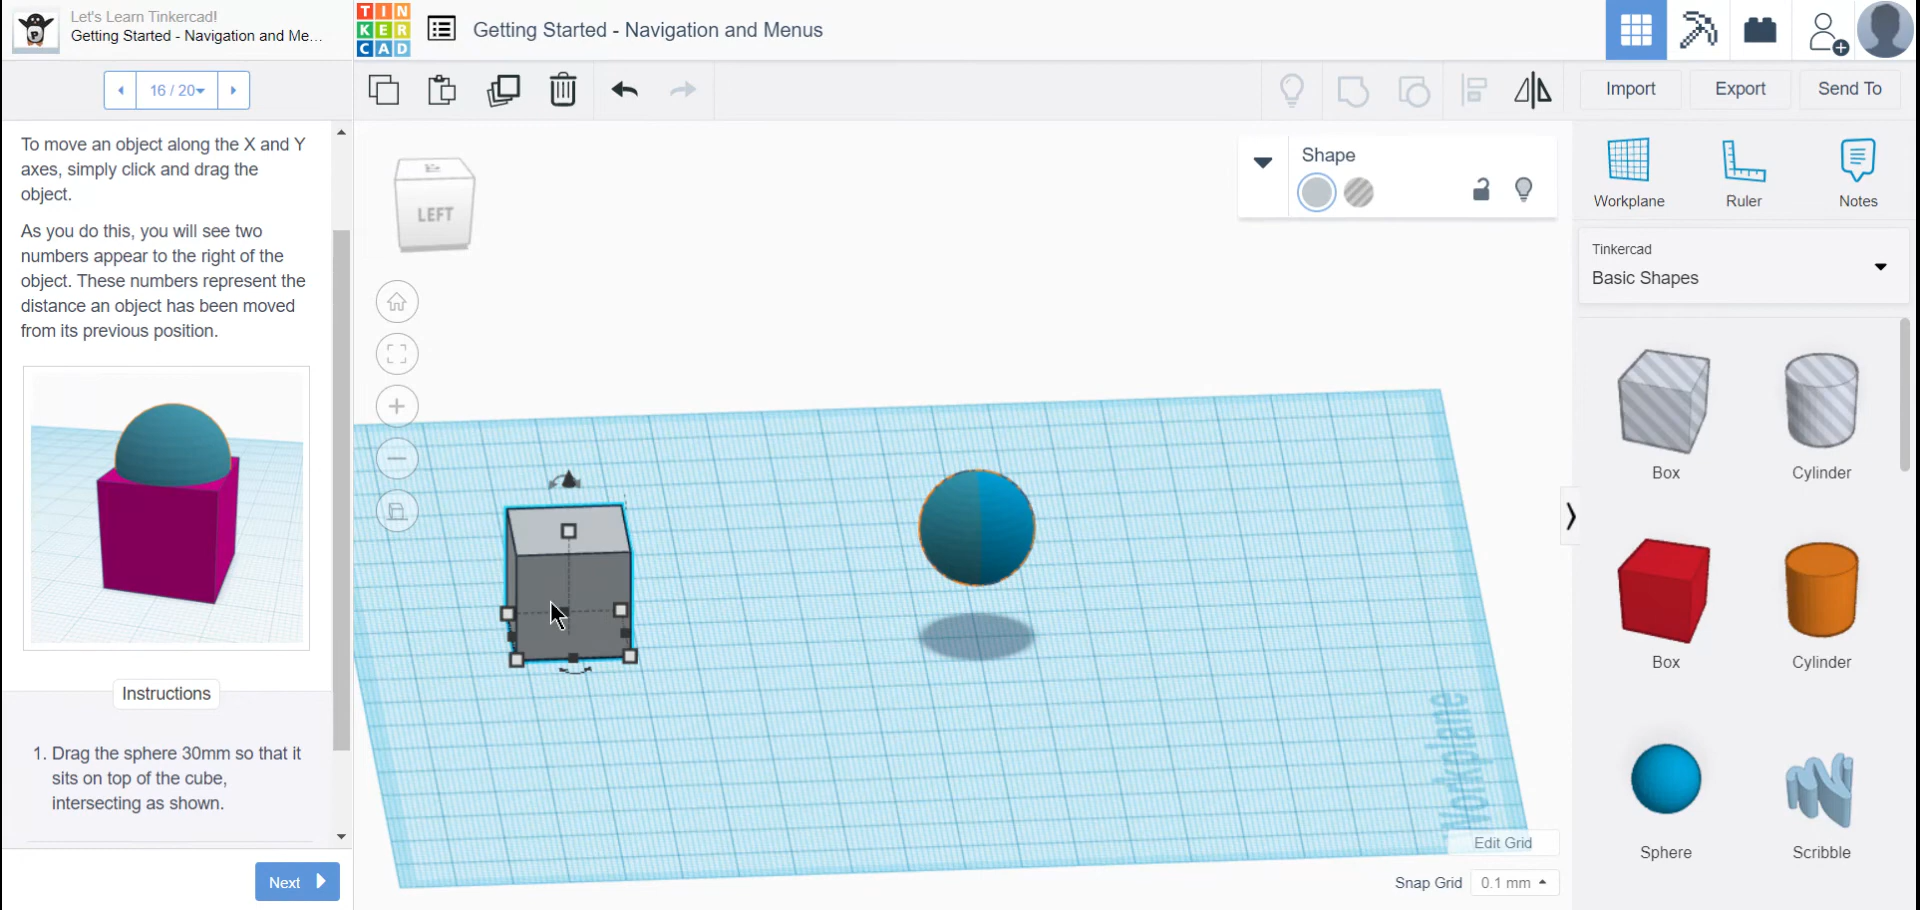 Let's Learn Tinkercad!
Getting Started - Navigation and Me...
TIN
KER
CAD
Getting Started - Navigation and Menus
16 / 20
Import
Export
Send To
To move an object along the X and Y
axes, simply click and drag the
object.
As you do this, you will see two
numbers appear to the right of the
object. These numbers represent the
distance an object has been moved
from its previous position.
Instructions
1. Drag the sphere 30mm so that it
sits on top of the cube,
intersecting as shown.
Next
LEFT
Shape
Workplane
Edit Grid
Snap Grid
0.1 mm
Workplane
Ruler
Notes
Tinkercad
Basic Shapes
Box
Cylinder
Box
Cylinder
Sphere
Scribble